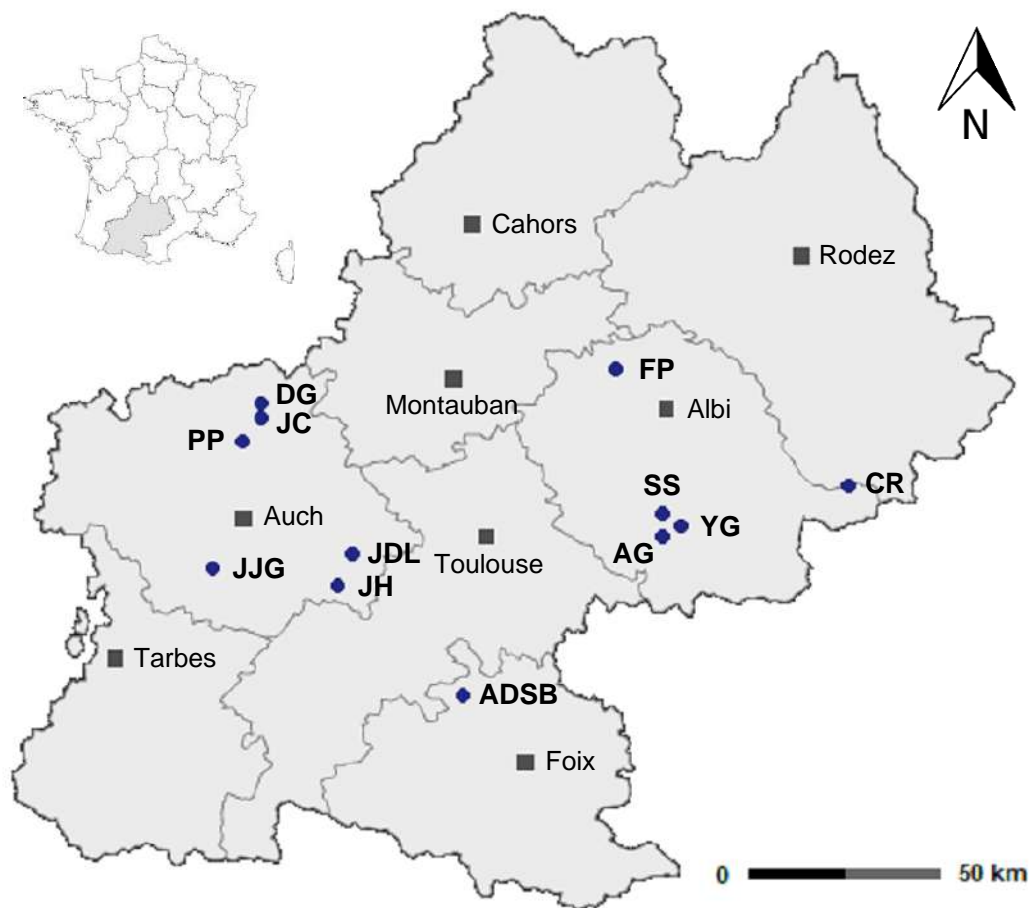 N
Cahors
Rodez
FP
DG
Montauban
Albi
JC
PP
CR
SS
Auch
YG
AG
Toulouse
JDL
JJG
JH
Tarbes
ADSB
Foix
0 50 km